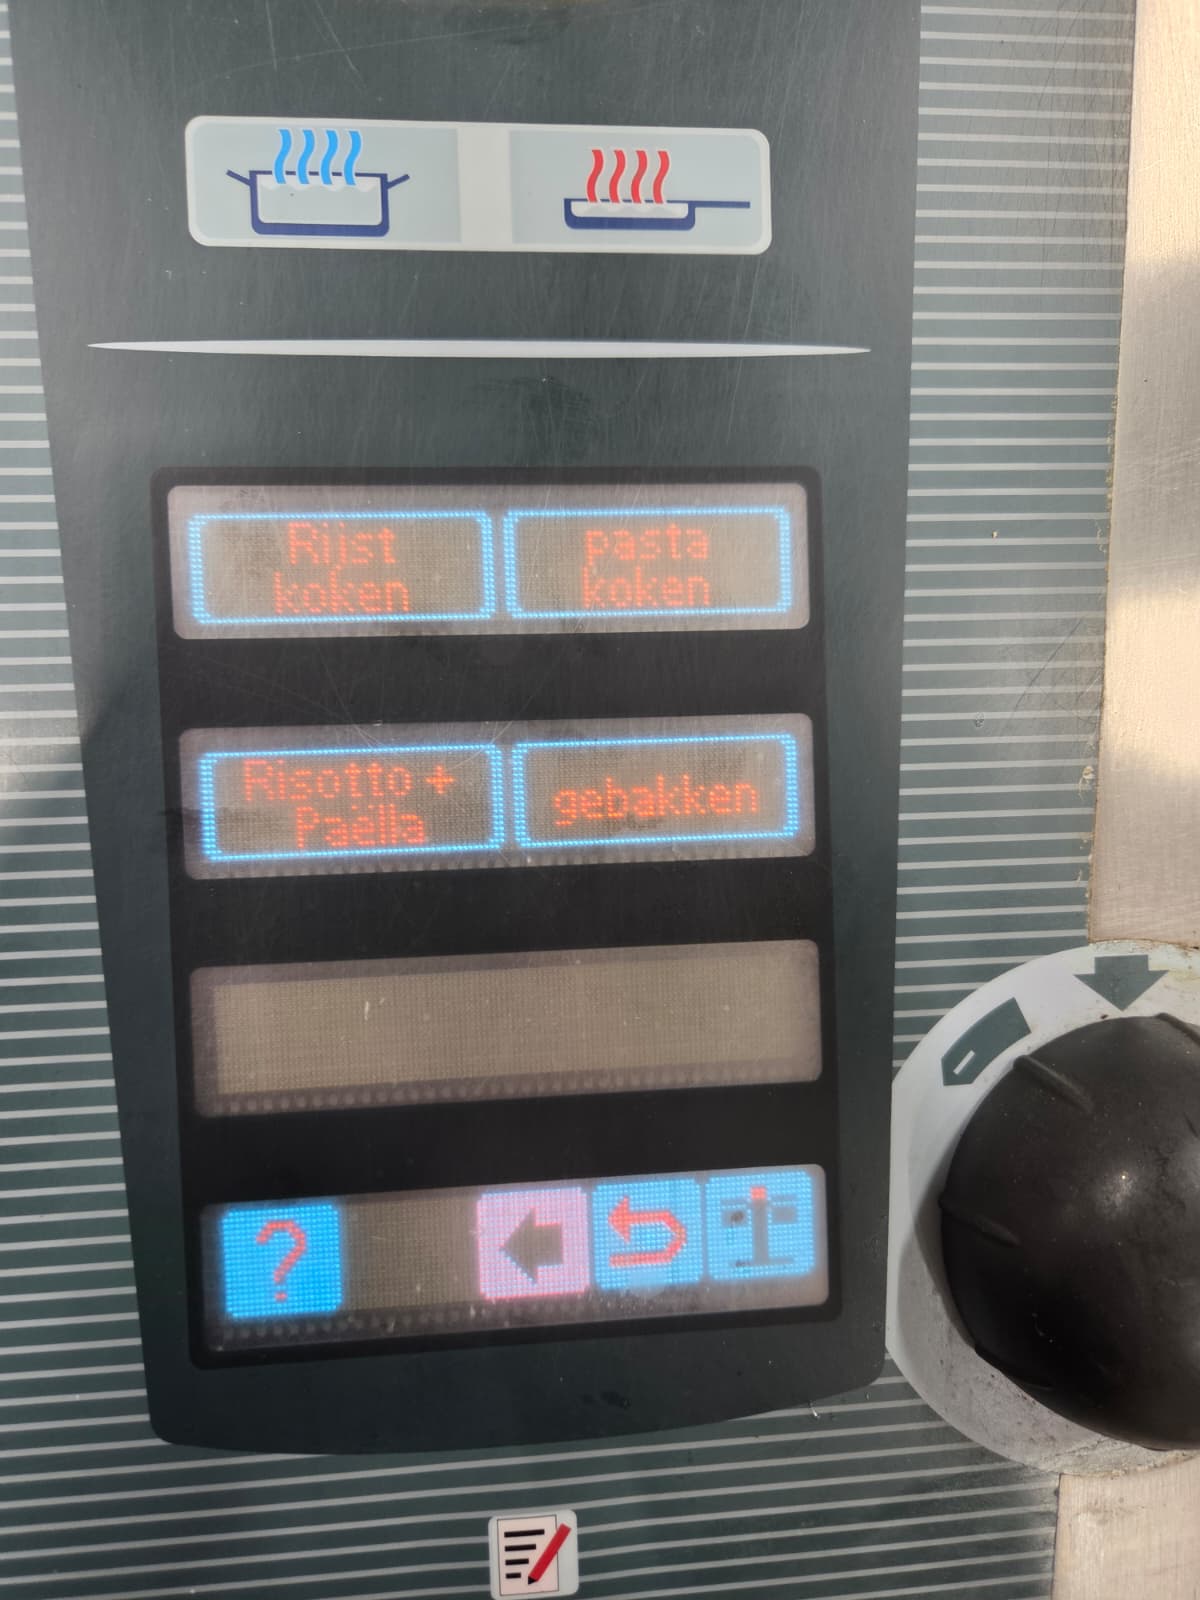 Rijst
koken
pasta
koken
Risotto +
Paëlla
gebakken
?